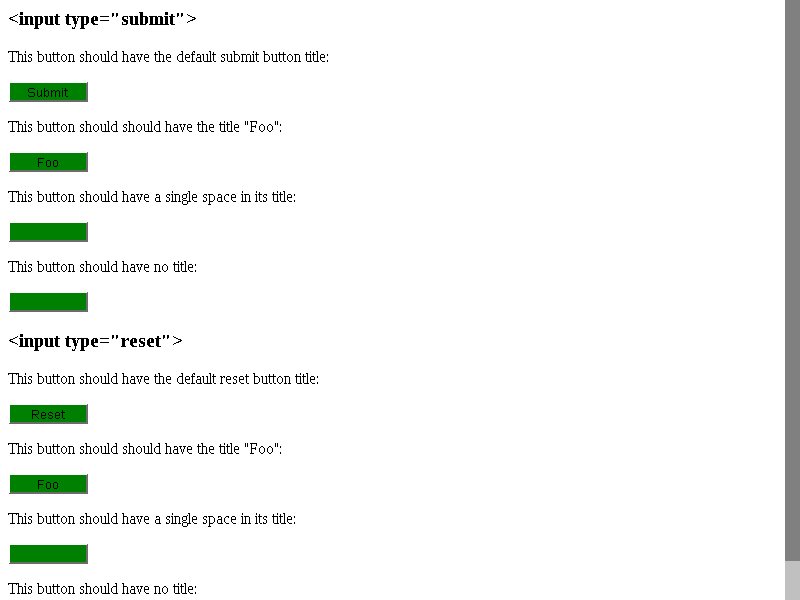 <input type="submit">
This button should have the default submit button title:
Submit
This button should should have the title "Foo":
Foo
This button should have a single space in its title:
This button should have no title:
<input type="reset">
This button should have the default reset button title:
Reset
This button should should have the title "Foo":
Foo
This button should have a single space in its title:
This button should have no title: